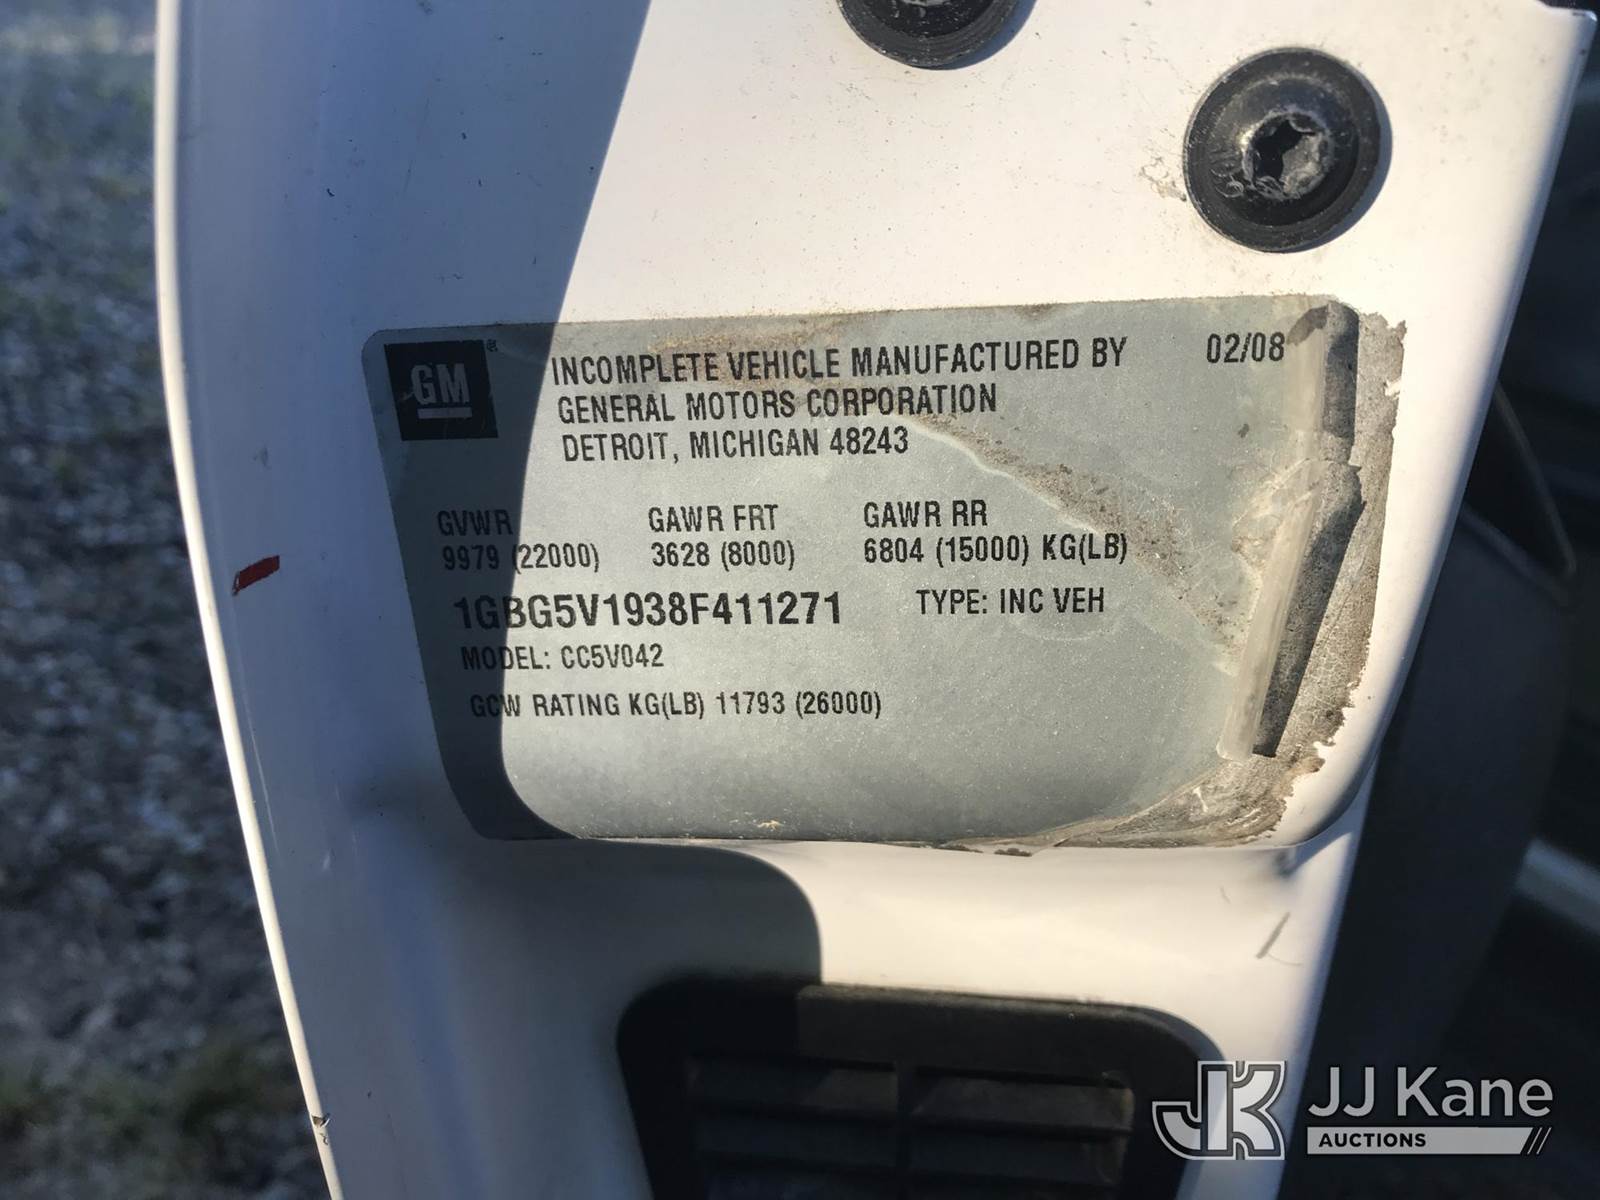 GM®
INCOMPLETE VEHICLE MANUFACTURED BY 02/08
GENERAL MOTORS CORPORATION
DETROIT, MICHIGAN 48243
GVWR GAWR FRT GAWR RR
9979 (22000) 3628 (8000) 6804 (15000) KG(LB)
1GBG5V1938F411271 TYPE: INC VEH
MODEL: CC5V042
GCW RATING KG(LB) 11793 (26000)
JK JJ Kane
AUCTIONS